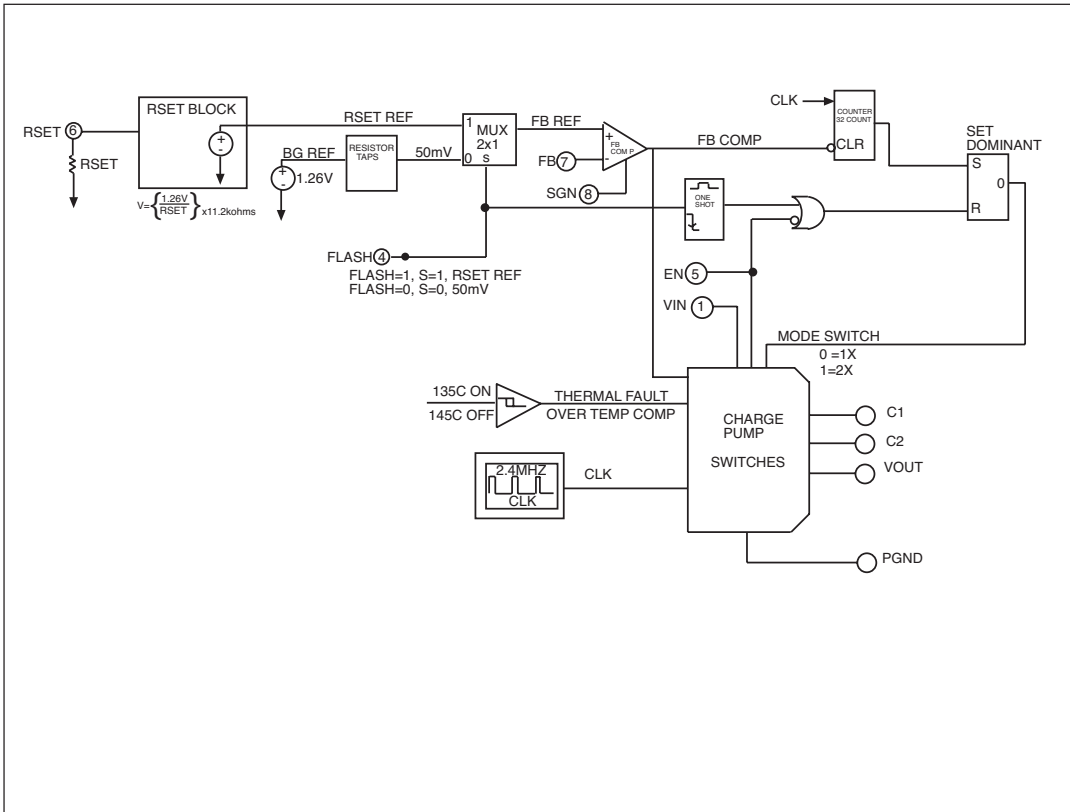 RSET BLOCK
RSET 6
RSET
+
-
V={1.26V/RSET}x11.2kohms
RSET REF
BG REF
+
-
1.26V
RESISTOR
TAPS
50mV
1
MUX
2x1
0
s
FB REF
+
FB
COM P
-
FB 7
SGN 8
FB COMP
CLK
COUNTER
32 COUNT
CLR
SET
DOMINANT
S
0
R
ONE
SHOT
FLASH 4
FLASH=1, S=1, RSET REF
FLASH=0, S=0, 50mV
EN 5
VIN 1
MODE SWITCH
0 =1X
1=2X
135C ON
145C OFF
THERMAL FAULT
OVER TEMP COMP
2.4MHZ
CLK
CLK
CHARGE
PUMP
SWITCHES
C1
C2
VOUT
PGND